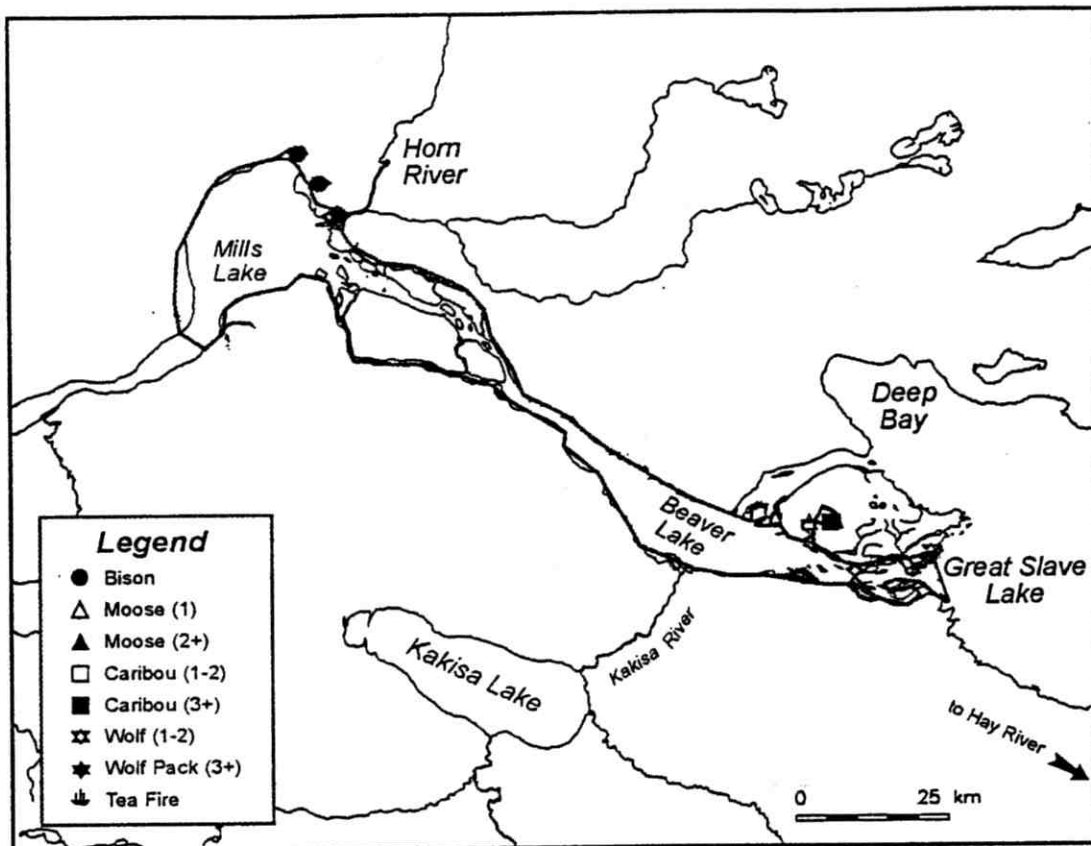 Horn
River
Mills
Lake
Deep
Bay
Beaver
Lake
Great Slave
Lake
Kakisa Lake
Kakisa River
to Hay River
Legend
Bison
Moose (1)
Moose (2+)
Caribou (1-2)
Caribou (3+)
Wolf (1-2)
Wolf Pack (3+)
Tea Fire
0 25 km